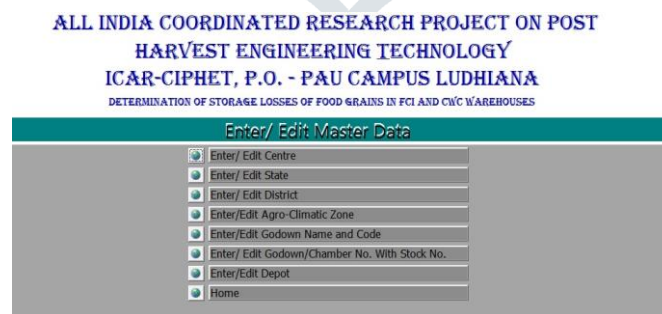 ALL INDIA COORDINATED RESEARCH PROJECT ON POST
HARVEST ENGINEERING TECHNOLOGY
ICAR-CIPHET, P.O. - PAU CAMPUS LUDHIANA
DETERMINATION OF STORAGE LOSSES OF FOOD GRAINS IN FCI AND CWC WAREHOUSES
Enter/ Edit Master Data
Enter/ Edit Centre
Enter/ Edit State
Enter/ Edit District
Enter/Edit Agro-Climatic Zone
Enter/Edit Godown Name and Code
Enter/ Edit Godown/Chamber No. With Stock No.
Enter/Edit Depot
Home